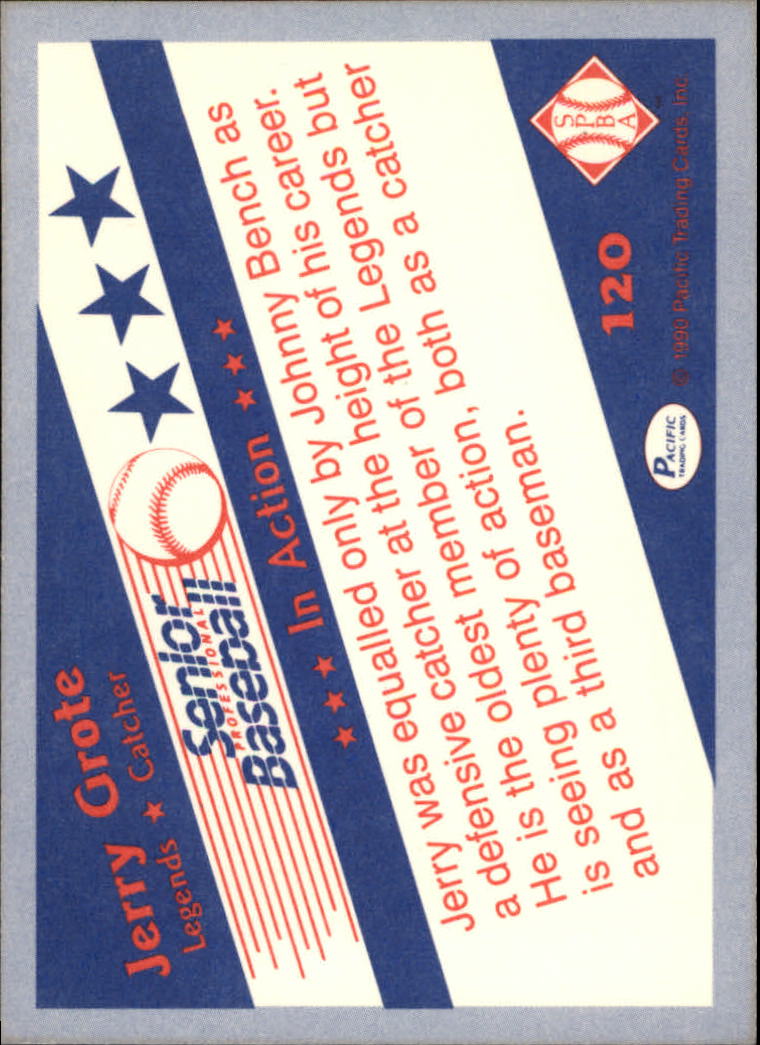 Jerry Grote
Legends ★ Catcher
Senior
PROFESSIONAL
Baseball
★★★ In Action ★★★
Jerry was equalled only by Johnny Bench as
a defensive catcher at the height of his career.
He is the oldest member of the Legends but
is seeing plenty of action, both as a catcher
and as a third baseman.
S
P
B
A
120
PACIFIC
TRADING CARDS
© 1990 Pacific Trading Cards, Inc.